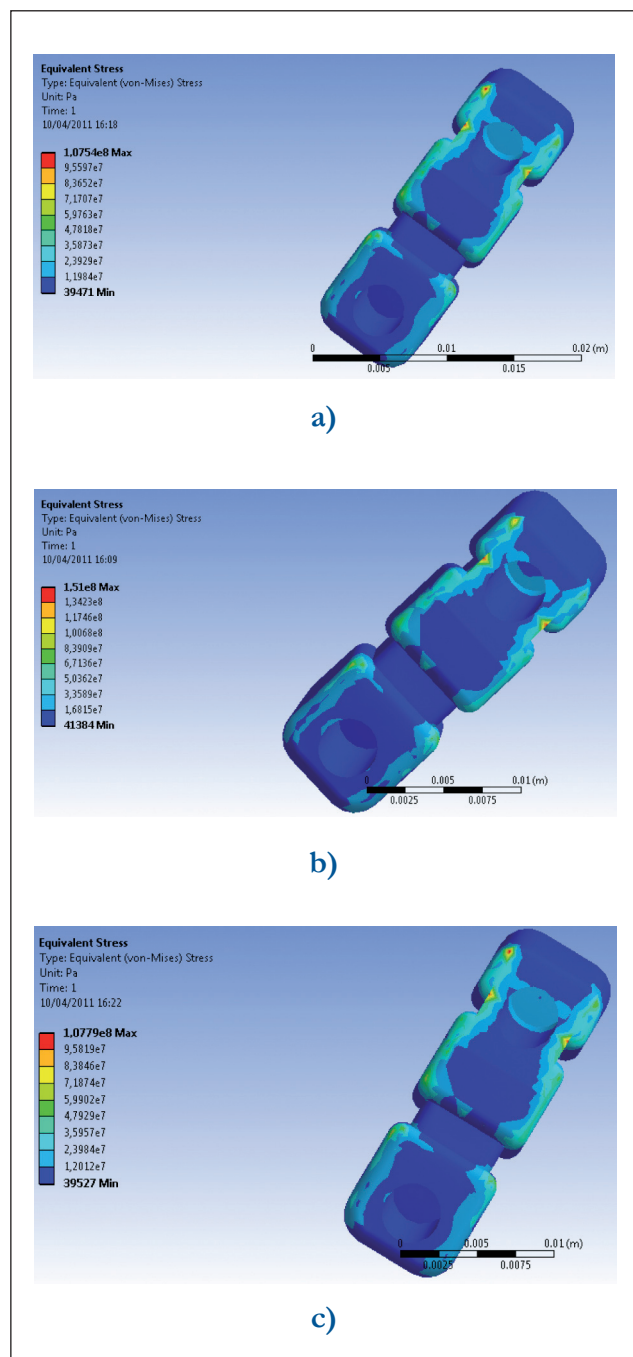 Equivalent Stress
Type: Equivalent (von-Mises) Stress
Unit: Pa
Time: 1
10/04/2011 16:18
1,0754e8 Max
9,5597e7
8,3652e7
7,1707e7
5,9763e7
4,7818e7
3,5873e7
2,3929e7
1,1984e7
39471 Min
0 0.01 0.02 (m)
0.005 0.015
a)
Equivalent Stress
Type: Equivalent (von-Mises) Stress
Unit: Pa
Time: 1
10/04/2011 16:09
1,51e8 Max
1,3423e8
1,1746e8
1,0068e8
8,3909e7
6,7136e7
5,0362e7
3,3589e7
1,6815e7
41384 Min
0 0.005 0.01 (m)
0.0025 0.0075
b)
Equivalent Stress
Type: Equivalent (von-Mises) Stress
Unit: Pa
Time: 1
10/04/2011 16:22
1,0779e8 Max
9,5819e7
8,3846e7
7,1874e7
5,9902e7
4,7929e7
3,5957e7
2,3984e7
1,2012e7
39527 Min
0 0.005 0.01 (m)
0.0025 0.0075
c)